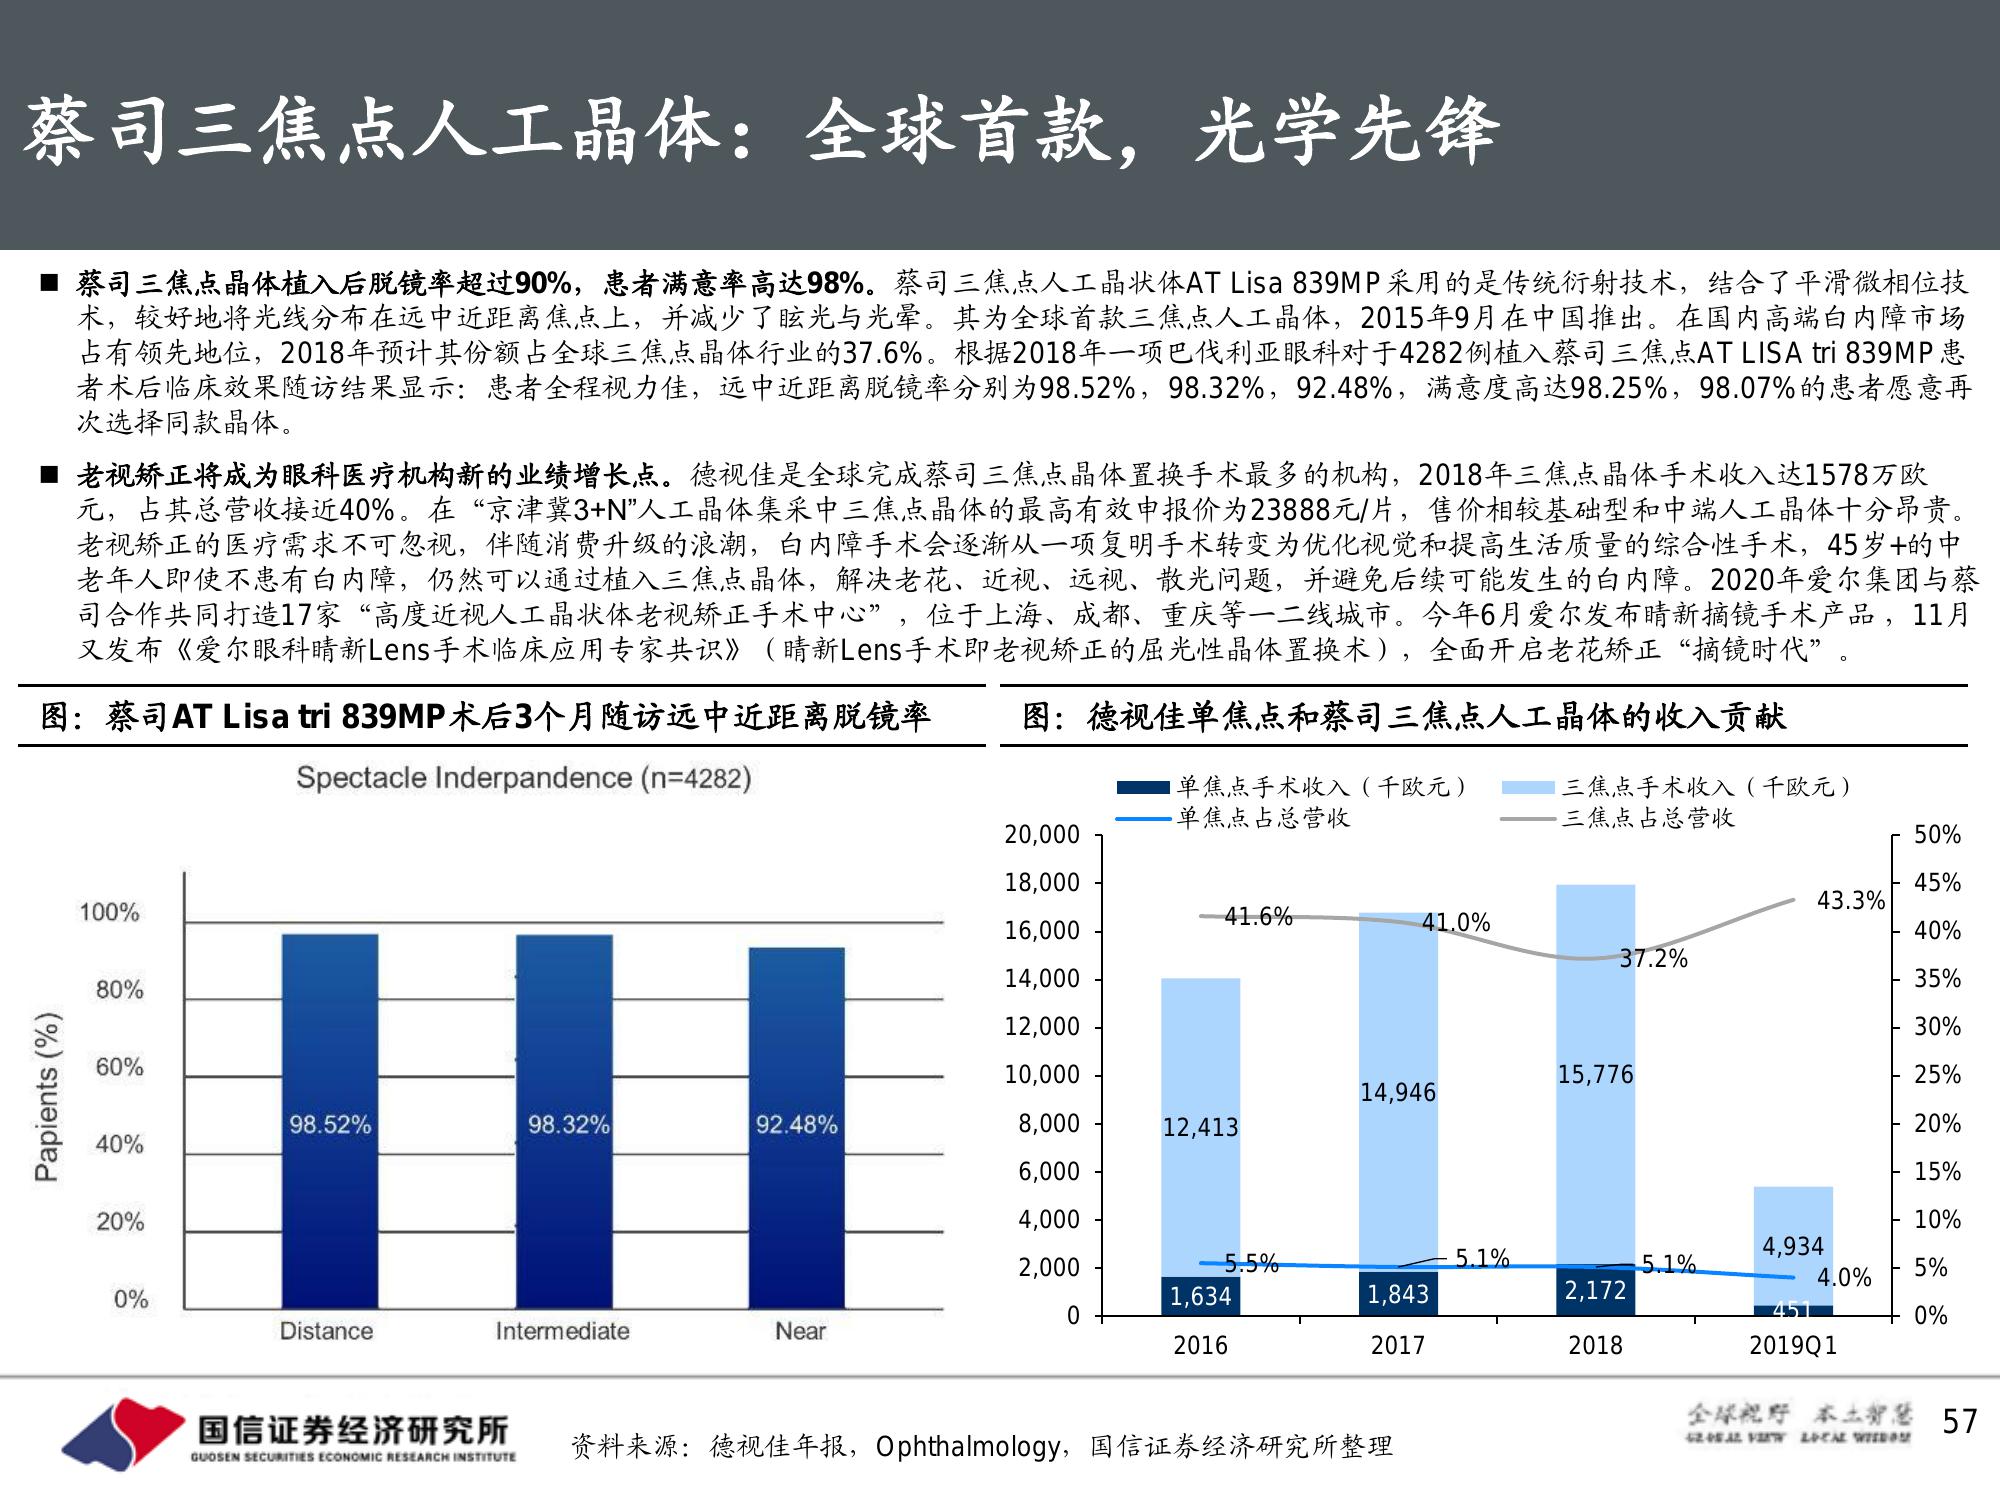 蔡司三焦点人工晶体：全球首款，光学先锋
■ 蔡司三焦点晶体植入后脱镜率超过90%，患者满意率高达98%。蔡司三焦点人工晶状体AT Lisa 839MP采用的是传统衍射技术，结合了平滑微相位技
术，较好地将光线分布在远中近距离焦点上，并减少了眩光与光晕。其为全球首款三焦点人工晶体，2015年9月在中国推出。在国内高端白内障市场
占有领先地位，2018年预计其份额占全球三焦点晶体行业的37.6%。根据2018年一项巴伐利亚眼科对于4282例植入蔡司三焦点AT LISA tri 839MP患
者术后临床效果随访结果显示：患者全程视力佳，远中近距离脱镜率分别为98.52%，98.32%，92.48%，满意度高达98.25%，98.07%的患者愿意再
次选择同款晶体。
■ 老视矫正将成为眼科医疗机构新的业绩增长点。德视佳是全球完成蔡司三焦点晶体置换手术最多的机构，2018年三焦点晶体手术收入达1578万欧
元，占其总营收接近40%。在“京津冀3+N”人工晶体集采中三焦点晶体的最高有效申报价为23888元/片，售价相较基础型和中端人工晶体十分昂贵。
老视矫正的医疗需求不可忽视，伴随消费升级的浪潮，白内障手术会逐渐从一项复明手术转变为优化视觉和提高生活质量的综合性手术，45岁+的中
老年人即使不患有白内障，仍然可以通过植入三焦点晶体，解决老花、近视、远视、散光问题，并避免后续可能发生的白内障。2020年爱尔集团与蔡
司合作共同打造17家“高度近视人工晶状体老视矫正手术中心”，位于上海、成都、重庆等一二线城市。今年6月爱尔发布晴新摘镜手术产品，11月
又发布《爱尔眼科晴新Lens手术临床应用专家共识》（晴新Lens手术即老视矫正的屈光性晶体置换术），全面开启老花矫正“摘镜时代”。
图：蔡司AT Lisa tri 839MP术后3个月随访远中近距离脱镜率
Spectacle Inderpandence (n=4282)
Papients (%)
100%
80%
60%
40%
20%
0%
98.52%
98.32%
92.48%
Distance
Intermediate
Near
图：德视佳单焦点和蔡司三焦点人工晶体的收入贡献
单焦点手术收入（千欧元）
三焦点手术收入（千欧元）
单焦点占总营收
三焦点占总营收
20,000
18,000
16,000
14,000
12,000
10,000
8,000
6,000
4,000
2,000
0
50%
45%
40%
35%
30%
25%
20%
15%
10%
5%
0%
41.6%
41.0%
37.2%
43.3%
12,413
14,946
15,776
4,934
5.5%
5.1%
5.1%
4.0%
1,634
1,843
2,172
451
2016
2017
2018
2019Q1
国信证券经济研究所
GUOSEN SECURITIES ECONOMIC RESEARCH INSTITUTE
资料来源：德视佳年报，Ophthalmology，国信证券经济研究所整理
全球视野 本土智慧
GLOBAL VIEW LOCAL WISDOM
57